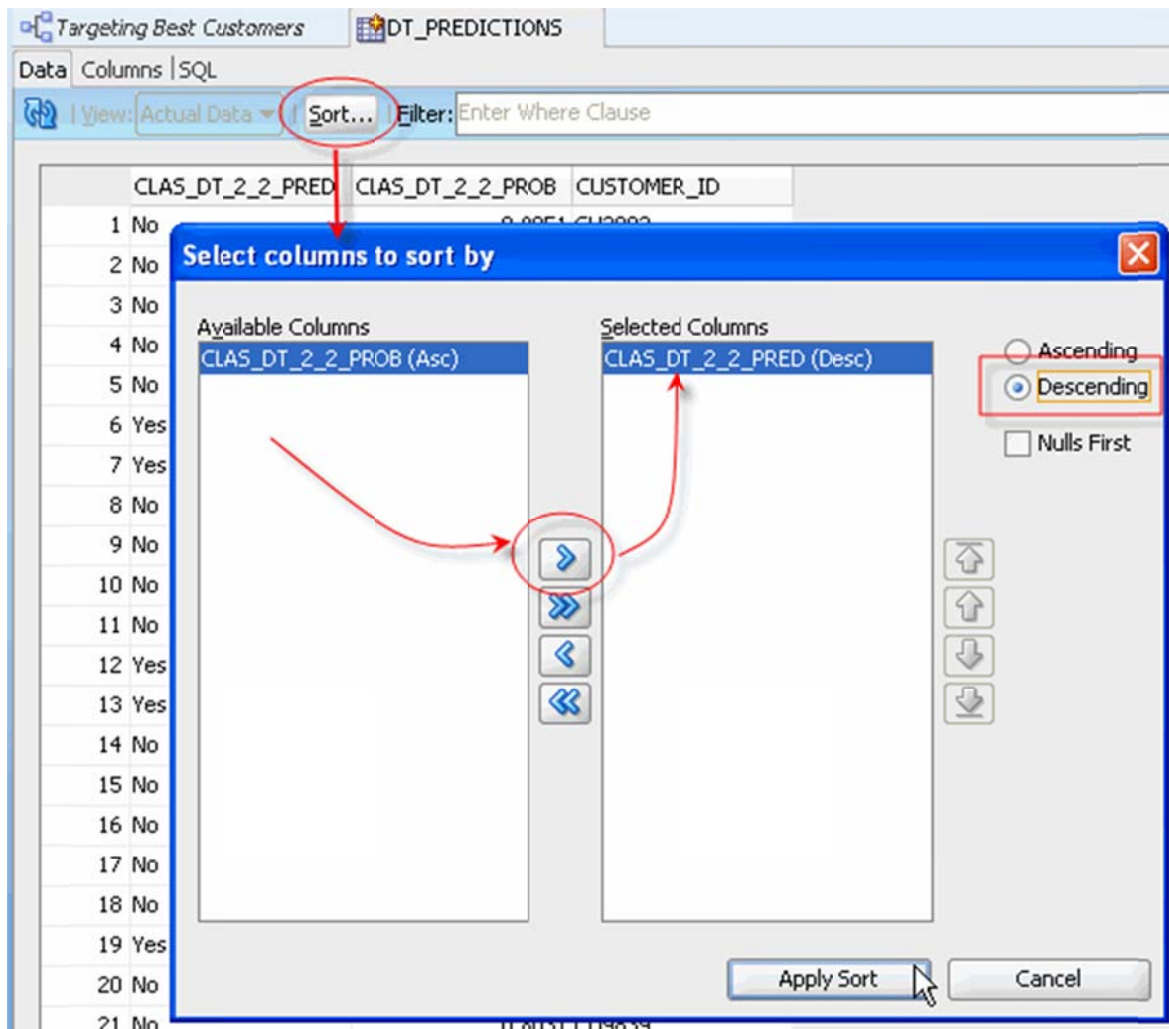 Targeting Best Customers DT_PREDICTIONS
Data Columns SQL
View: Actual Data Sort... Filter: Enter Where Clause
CLAS_DT_2_2_PRED CLAS_DT_2_2_PROB CUSTOMER_ID
1 No
Select columns to sort by
2 No
3 No
Available Columns Selected Columns
4 No
CLAS_DT_2_2_PROB (Asc) CLAS_DT_2_2_PRED (Desc) Ascending
5 No
Descending
6 Yes
Nulls First
7 Yes
8 No
9 No
10 No
11 No
12 Yes
13 Yes
14 No
15 No
16 No
17 No
18 No
19 Yes
20 No
Apply Sort Cancel
21 No